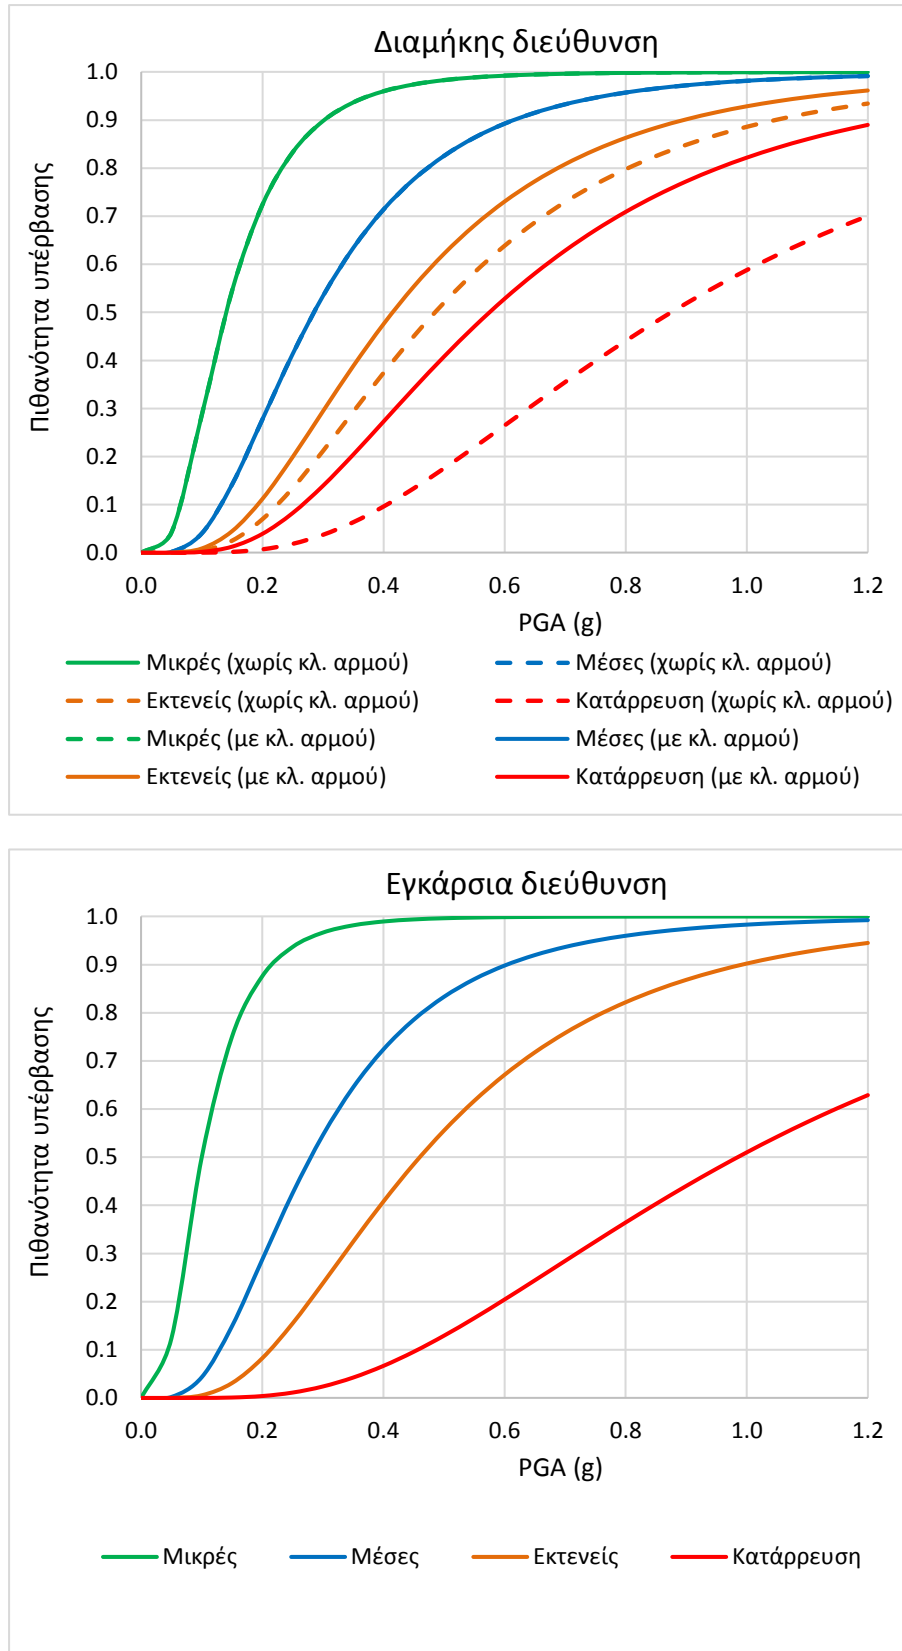 Διαμήκης διεύθυνση
1.0
0.9
0.8
0.7
0.6
0.5
0.4
0.3
0.2
0.1
0.0
Πιθανότητα υπέρβασης
0.0 0.2 0.4 0.6 0.8 1.0 1.2
PGA (g)
Μικρές (χωρίς κλ. αρμού) Μέσες (χωρίς κλ. αρμού)
Εκτενείς (χωρίς κλ. αρμού) Κατάρρευση (χωρίς κλ. αρμού)
Μικρές (με κλ. αρμού) Μέσες (με κλ. αρμού)
Εκτενείς (με κλ. αρμού) Κατάρρευση (με κλ. αρμού)
Εγκάρσια διεύθυνση
1.0
0.9
0.8
0.7
0.6
0.5
0.4
0.3
0.2
0.1
0.0
Πιθανότητα υπέρβασης
0.0 0.2 0.4 0.6 0.8 1.0 1.2
PGA (g)
Μικρές Μέσες Εκτενείς Κατάρρευση